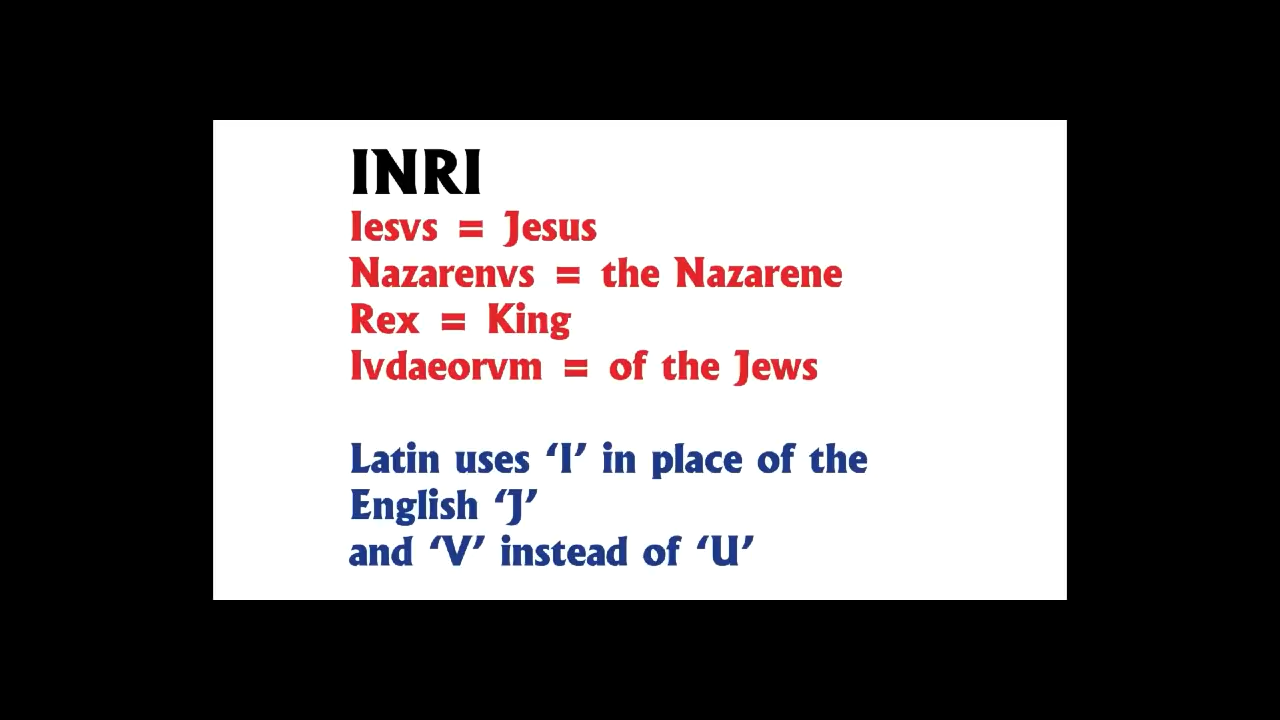 INRI
Iesvs = Jesus
Nazarenvs = the Nazarene
Rex = King
Ivdaeorvm = of the Jews
Latin uses ‘I’ in place of the
English ‘J’
and ‘V’ instead of ‘U’